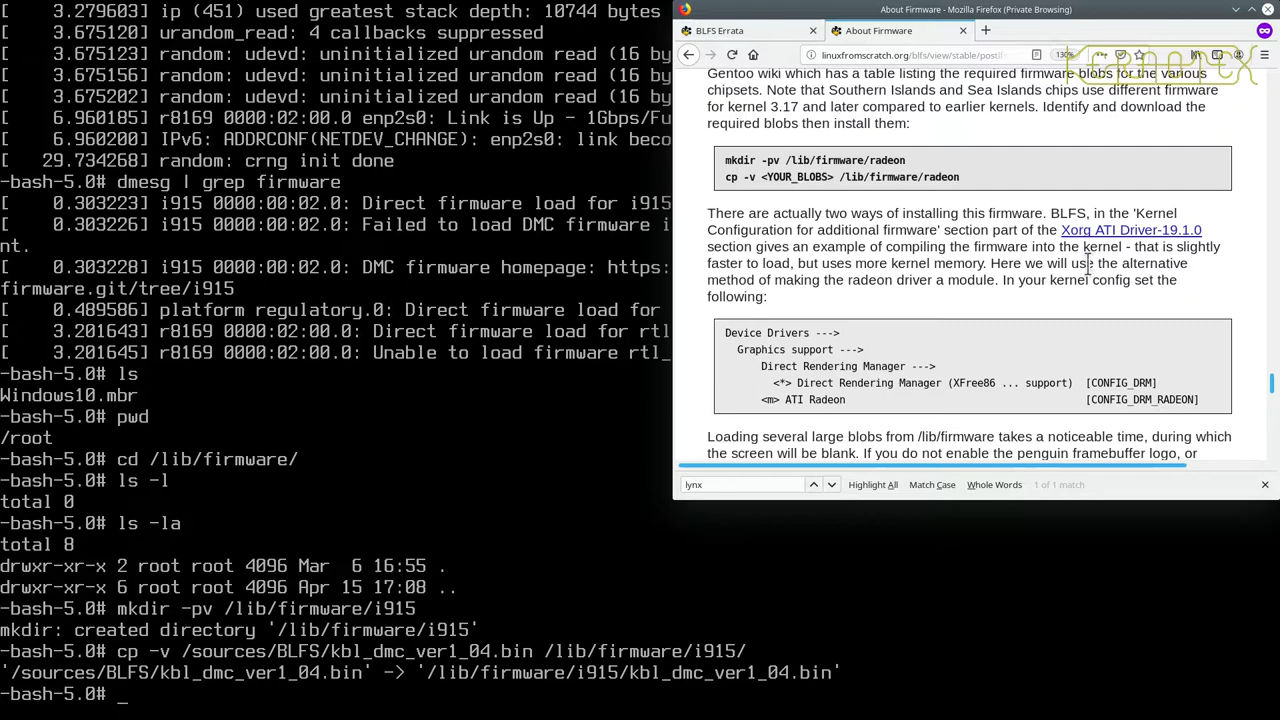 [    3.279603] ip (451) used greatest stack depth: 10744 bytes
[    3.675120] urandom_read: 4 callbacks suppressed
[    3.675123] random: udevd: uninitialized urandom read (16 b
[    3.675156] random: udevd: uninitialized urandom read (16 b
[    3.675202] random: udevd: uninitialized urandom read (16 b
[    6.960185] r8169 0000:02:00.0 enp2s0: Link is Up - 1Gbps/Fu
[    6.960200] IPv6: ADDRCONF(NETDEV_CHANGE): enp2s0: link beco
[   29.734268] random: crng init done
-bash-5.0# dmesg | grep firmware
[    0.303223] i915 0000:00:02.0: Direct firmware load for i915
[    0.303226] i915 0000:00:02.0: Failed to load DMC firmware i
nt.
[    0.303228] i915 0000:00:02.0: DMC firmware homepage: https:
firmware.git/tree/i915
[    0.489586] platform regulatory.0: Direct firmware load for
[    3.201643] r8169 0000:02:00.0: Direct firmware load for rtl
[    3.201645] r8169 0000:02:00.0: Unable to load firmware rtl_
-bash-5.0# ls
Windows10.mbr
-bash-5.0# pwd
/root
-bash-5.0# cd /lib/firmware/
-bash-5.0# ls -l
total 0
-bash-5.0# ls -la
total 8
drwxr-xr-x 2 root root 4096 Mar  6 16:55 .
drwxr-xr-x 6 root root 4096 Apr 15 17:08 ..
-bash-5.0# mkdir -pv /lib/firmware/i915
mkdir: created directory '/lib/firmware/i915'
-bash-5.0# cp -v /sources/BLFS/kbl_dmc_ver1_04.bin /lib/firmware/i915/
'/sources/BLFS/kbl_dmc_ver1_04.bin' -> '/lib/firmware/i915/kbl_dmc_ver1_04.bin'
-bash-5.0# _
About Firmware - Mozilla Firefox (Private Browsing)
BLFS Errata
About Firmware
linuxfromscratch.org/blfs/view/stable/postl
130%
Gentoo wiki which has a table listing the required firmware blobs for the various
chipsets. Note that Southern Islands and Sea Islands chips use different firmware
for kernel 3.17 and later compared to earlier kernels. Identify and download the
required blobs then install them:
mkdir -pv /lib/firmware/radeon
cp -v <YOUR_BLOBS> /lib/firmware/radeon
There are actually two ways of installing this firmware. BLFS, in the 'Kernel
Configuration for additional firmware' section part of the Xorg ATI Driver-19.1.0
section gives an example of compiling the firmware into the kernel - that is slightly
faster to load, but uses more kernel memory. Here we will use the alternative
method of making the radeon driver a module. In your kernel config set the
following:
Device Drivers --->
Graphics support --->
Direct Rendering Manager --->
<*> Direct Rendering Manager (XFree86 ... support) [CONFIG_DRM]
<m> ATI Radeon [CONFIG_DRM_RADEON]
Loading several large blobs from /lib/firmware takes a noticeable time, during which
the screen will be blank. If you do not enable the penguin framebuffer logo, or
lynx
Highlight All
Match Case
Whole Words
1 of 1 match